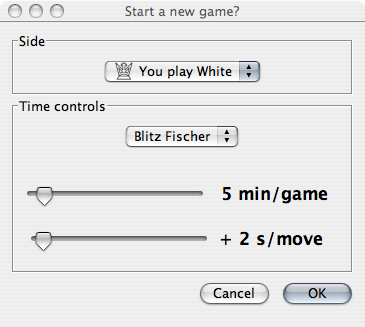 Start a new game?
Side
You play White
Time controls
Blitz Fischer
5 min/game
+ 2 s/move
Cancel OK